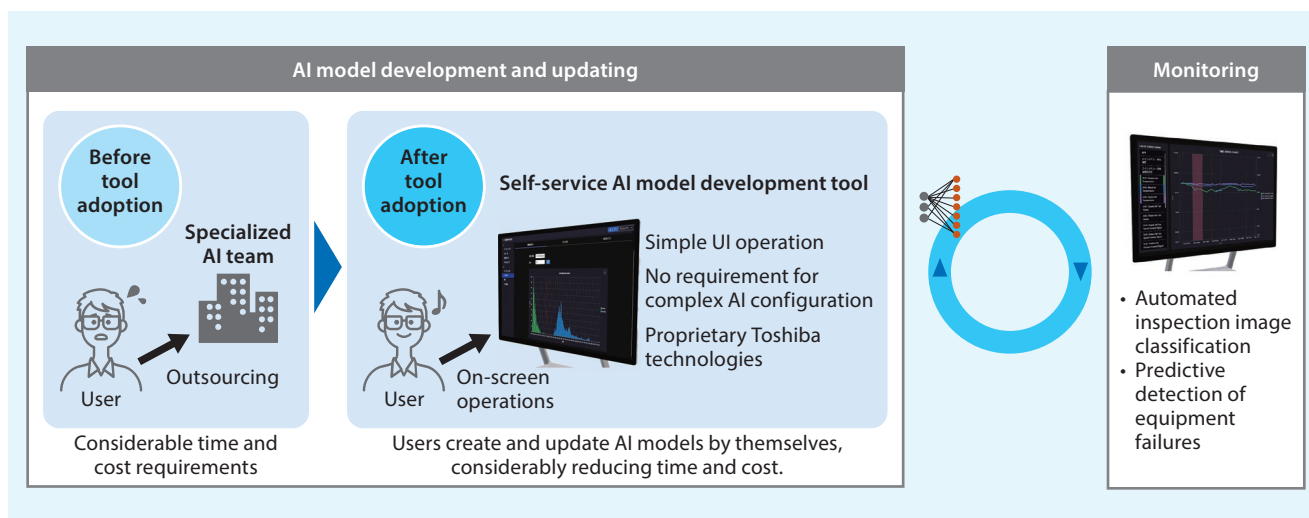 AI model development and updating
Before
tool
adoption
Specialized
AI team
Outsourcing
User
Considerable time and
cost requirements
After
tool
adoption
Self-service AI model development tool
Simple UI operation
No requirement for
complex AI configuration
Proprietary Toshiba
technologies
On-screen
operations
User
Users create and update AI models by themselves,
considerably reducing time and cost.
Monitoring
• Automated
inspection image
classification
• Predictive
detection of
equipment
failures